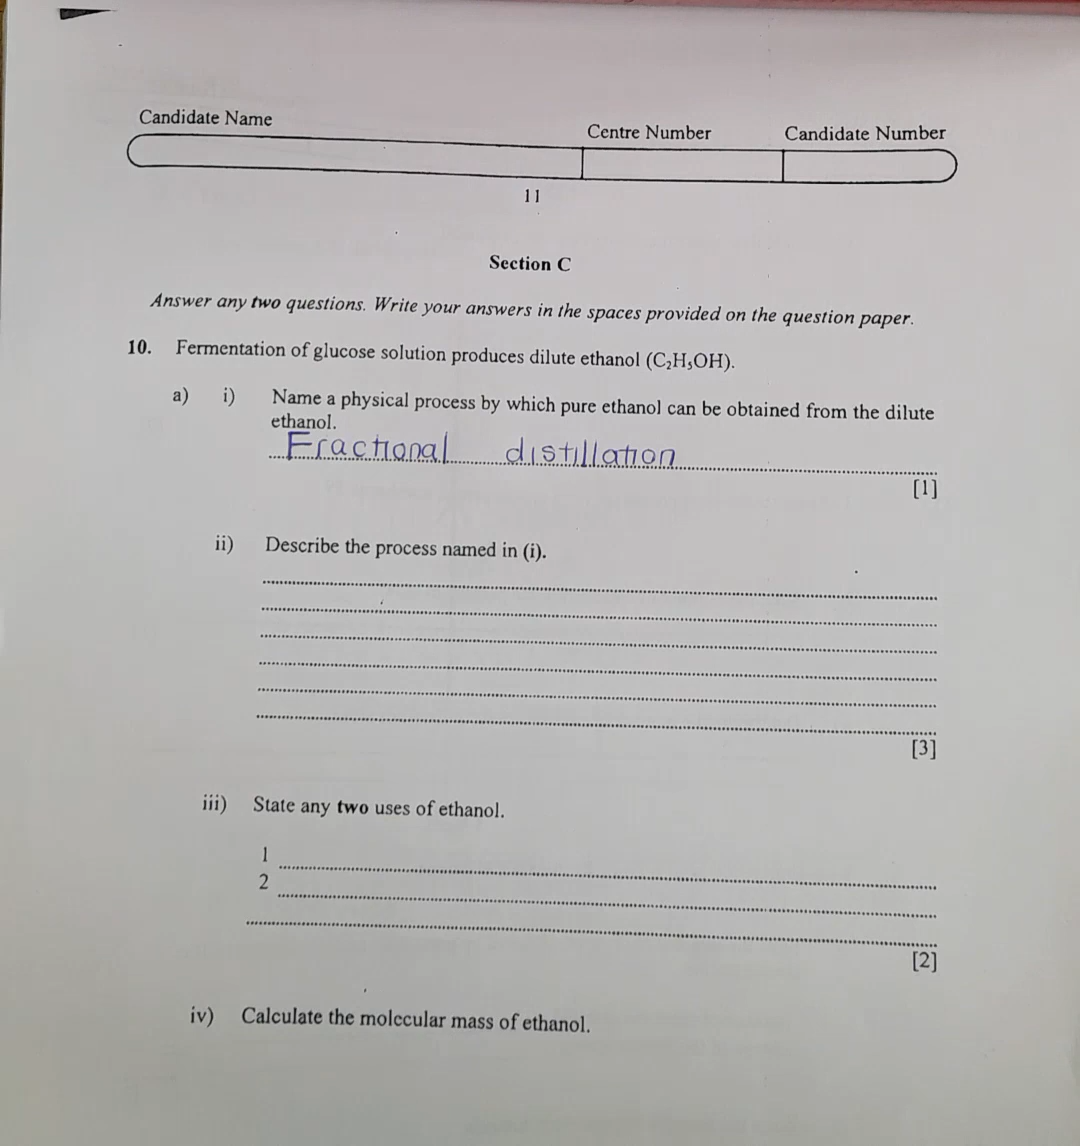 Candidate Name
Centre Number
Candidate Number
11
Section C
Answer any two questions. Write your answers in the spaces provided on the question paper.
10. Fermentation of glucose solution produces dilute ethanol (C₂H₅OH).
a) i) Name a physical process by which pure ethanol can be obtained from the dilute
ethanol.
Fractional distillation
[1]
ii) Describe the process named in (i).
[3]
iii) State any two uses of ethanol.
1
2
[2]
iv) Calculate the molecular mass of ethanol.